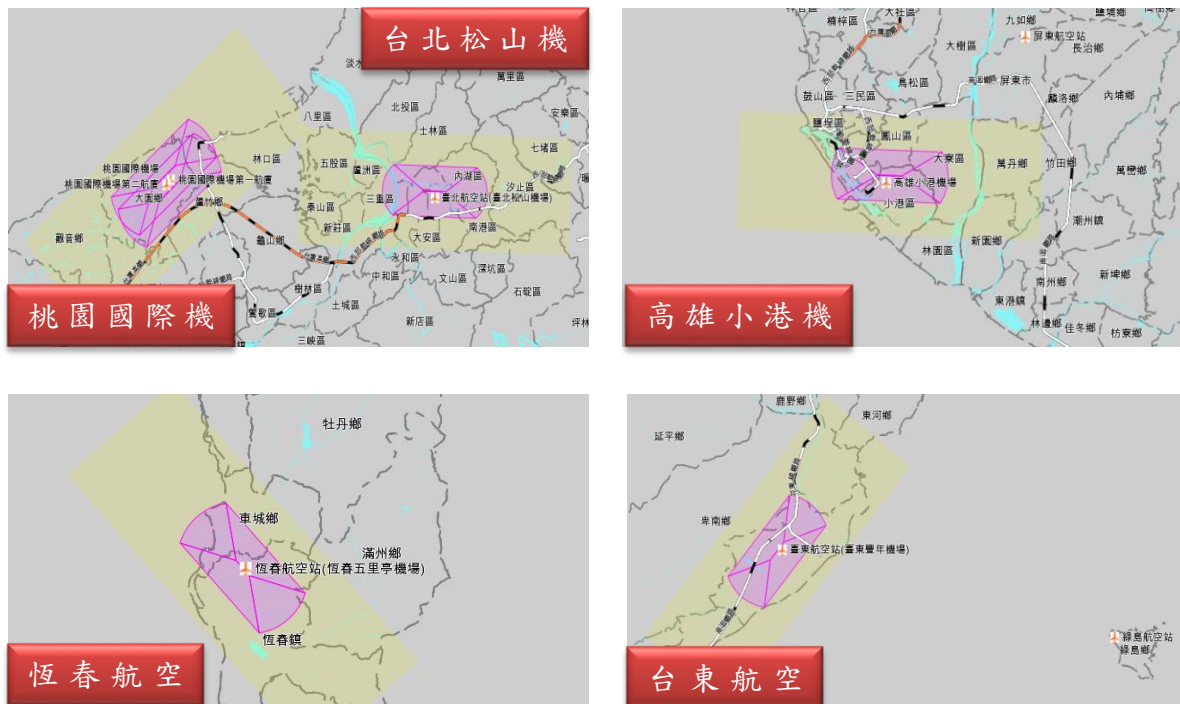 台北松山機
淡水
萬里區
北投區
安樂區
八里區
士林區
七堵區
林口區
五股區
蘆洲區
內湖區
桃園國際機場
桃園國際機場第二航廈
桃園國際機場第一航廈
汐止區
臺北航空站(臺北松山機場)
大園鄉
蘆竹鄉
泰山區
三重區
觀音鄉
新莊區
大安區
南港區
龜山鄉
永和區
中和區
文山區
深坑區
石碇區
樹林區
土城區
鶯歌區
新店區
坪林
三峽區
桃園國際機
楠梓區
大社區
九如鄉
鹽埔鄉
屏東航空站
長治鄉
大樹區
鳥松區
屏東市
麟洛鄉
內埔鄉
鼓山區
三民區
鹽埕區
鳳山區
大寮區
萬丹鄉
竹田鄉
萬巒鄉
高雄小港機場
小港區
潮州鎮
林園區
新園鄉
南州鄉
新埤鄉
東港鎮
林邊鄉
佳冬鄉
枋寮鄉
高雄小港機
牡丹鄉
車城鄉
滿州鄉
恆春航空站(恆春五里亭機場)
恆春鎮
恆春航空
鹿野鄉
東河鄉
延平鄉
卑南鄉
臺東航空站(臺東豐年機場)
綠島航空站
綠島鄉
台東航空